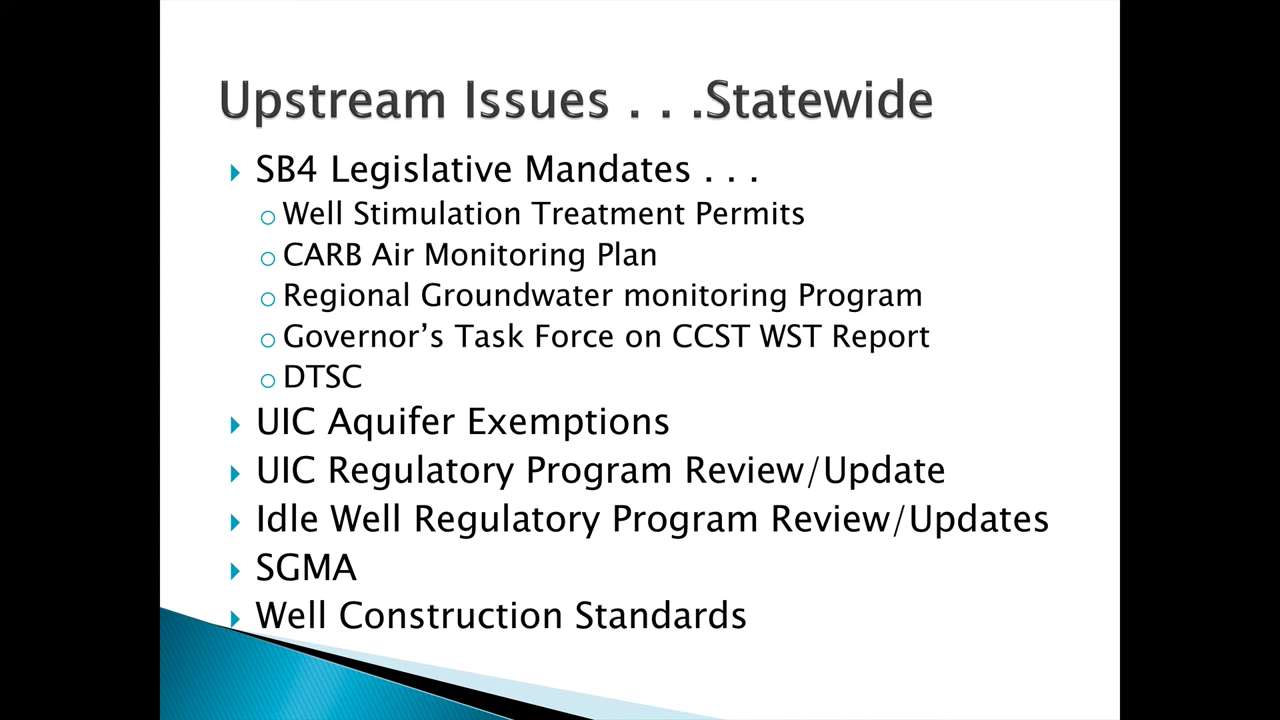 Upstream Issues . . .Statewide
SB4 Legislative Mandates . . .
Well Stimulation Treatment Permits
CARB Air Monitoring Plan
Regional Groundwater monitoring Program
Governor’s Task Force on CCST WST Report
DTSC
UIC Aquifer Exemptions
UIC Regulatory Program Review/Update
Idle Well Regulatory Program Review/Updates
SGMA
Well Construction Standards